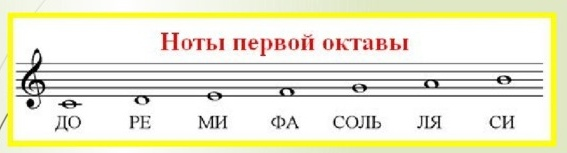 Ноты первой октавы
ДО РЕ МИ ФА СОЛЬ ЛЯ СИ